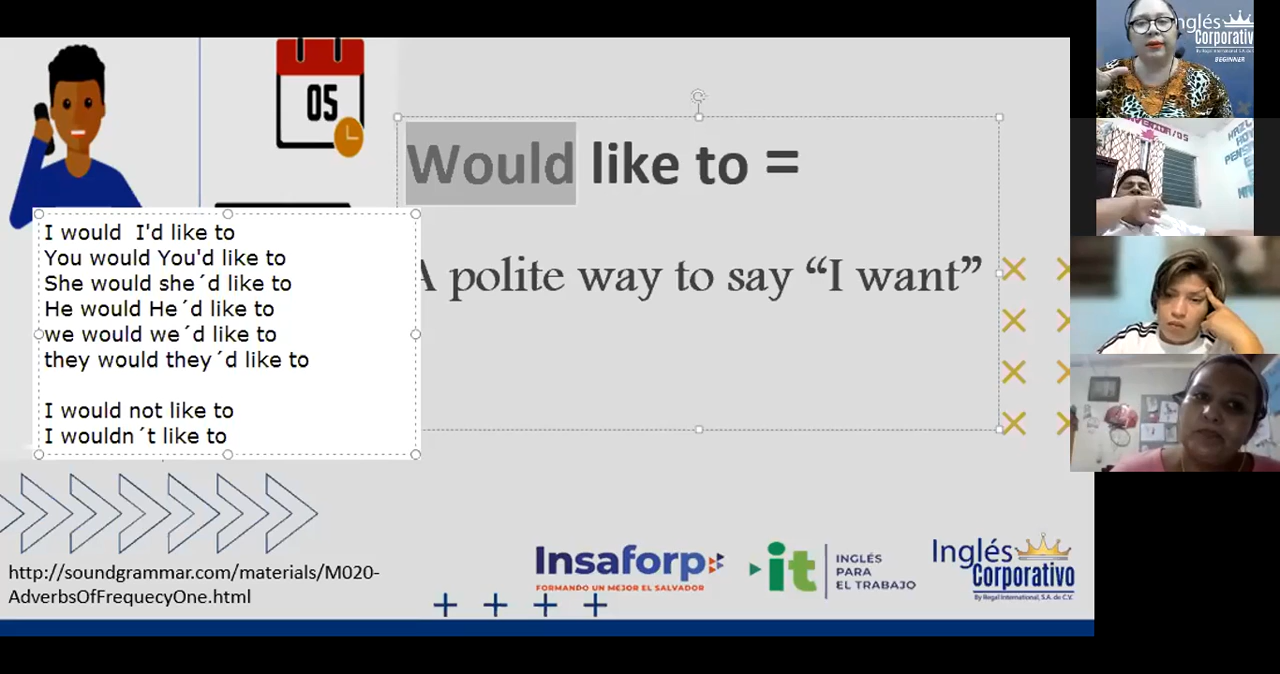 05
Would like to =
A polite way to say “I want”
I would  I'd like to
You would You'd like to
She would she´d like to
He would He´d like to
we would we´d like to
they would they´d like to
I would not like to
I wouldn´t like to
http://soundgrammar.com/materials/M020-
AdverbsOfFrequecyOne.html
Insaforp
FORMANDO UN MEJOR EL SALVADOR
it
INGLÉS
PARA
EL TRABAJO
Inglés
Corporativo
By Regal International, S.A. de C.V.
Inglés
Corporativo
BEGINNER